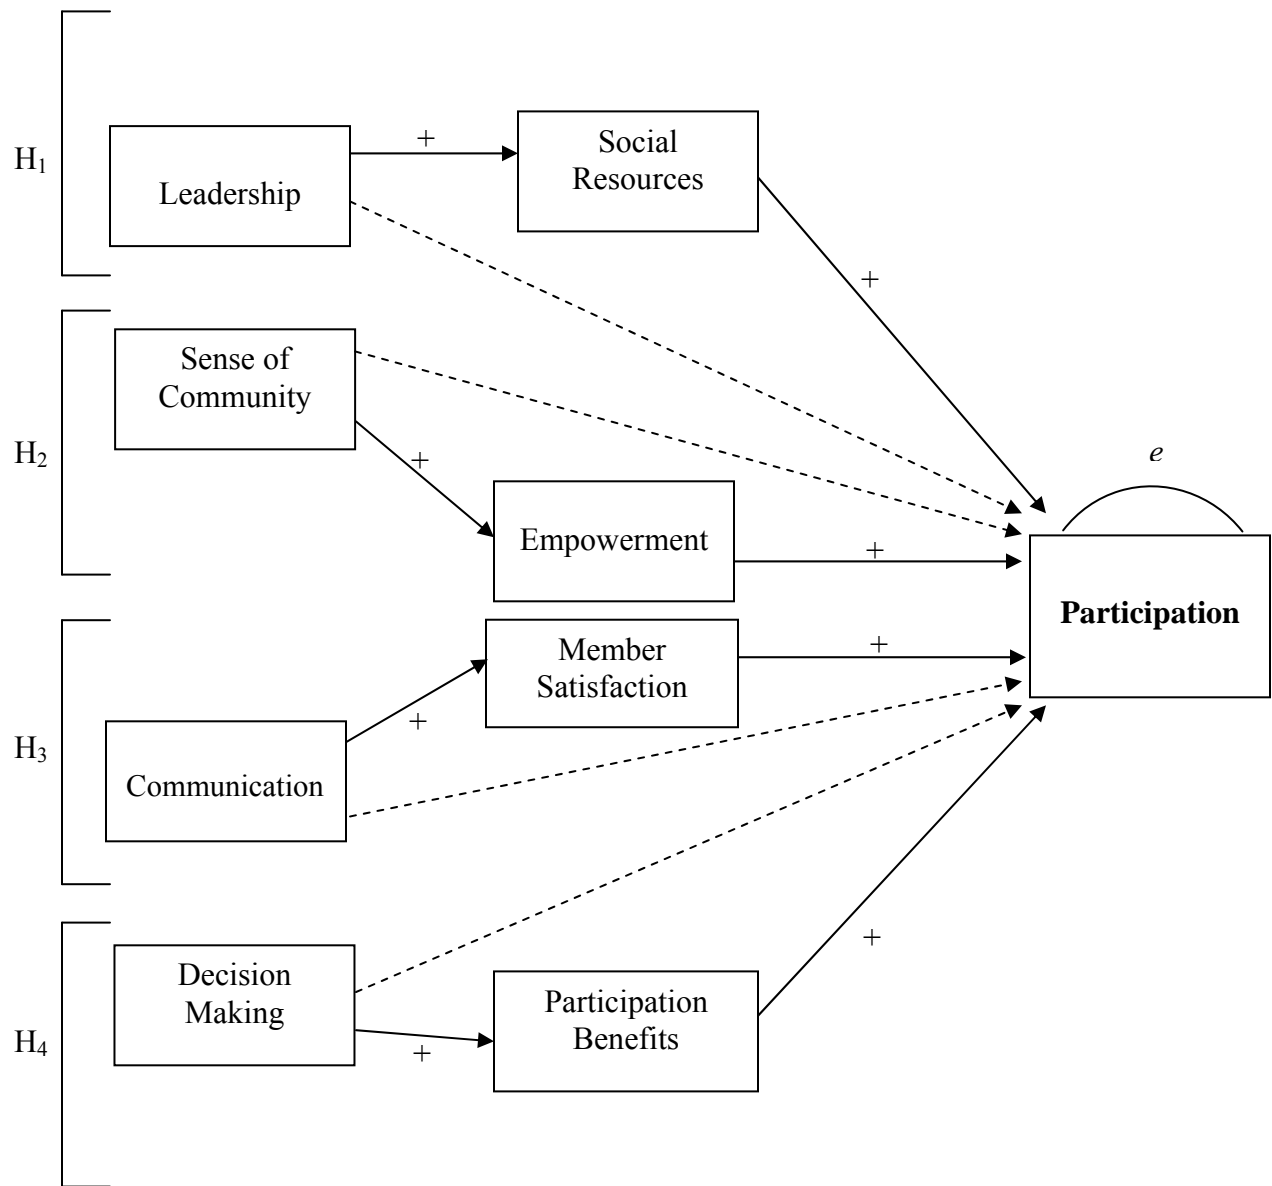 H₁
Leadership
+
Social
Resources
+
H₂
Sense of
Community
+
Empowerment
+
e
Participation
H₃
Communication
+
Member
Satisfaction
+
H₄
Decision
Making
+
Participation
Benefits
+